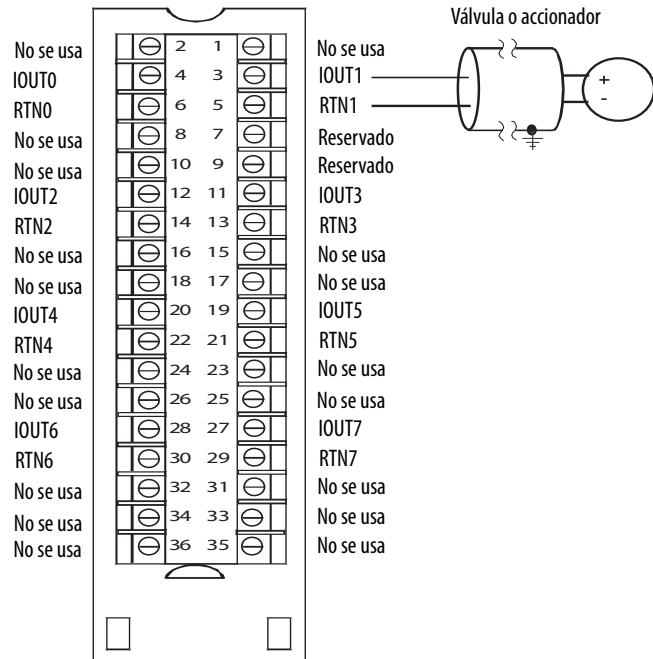 Válvula o accionador
No se usa 2 1 No se usa
IOUT0 4 3 IOUT1 +
RTN0 6 5 RTN1 -
No se usa 8 7 Reservado
No se usa 10 9 Reservado
IOUT2 12 11 IOUT3
RTN2 14 13 RTN3
No se usa 16 15 No se usa
No se usa 18 17 No se usa
IOUT4 20 19 IOUT5
RTN4 22 21 RTN5
No se usa 24 23 No se usa
No se usa 26 25 No se usa
IOUT6 28 27 IOUT7
RTN6 30 29 RTN7
No se usa 32 31 No se usa
No se usa 34 33 No se usa
No se usa 36 35 No se usa